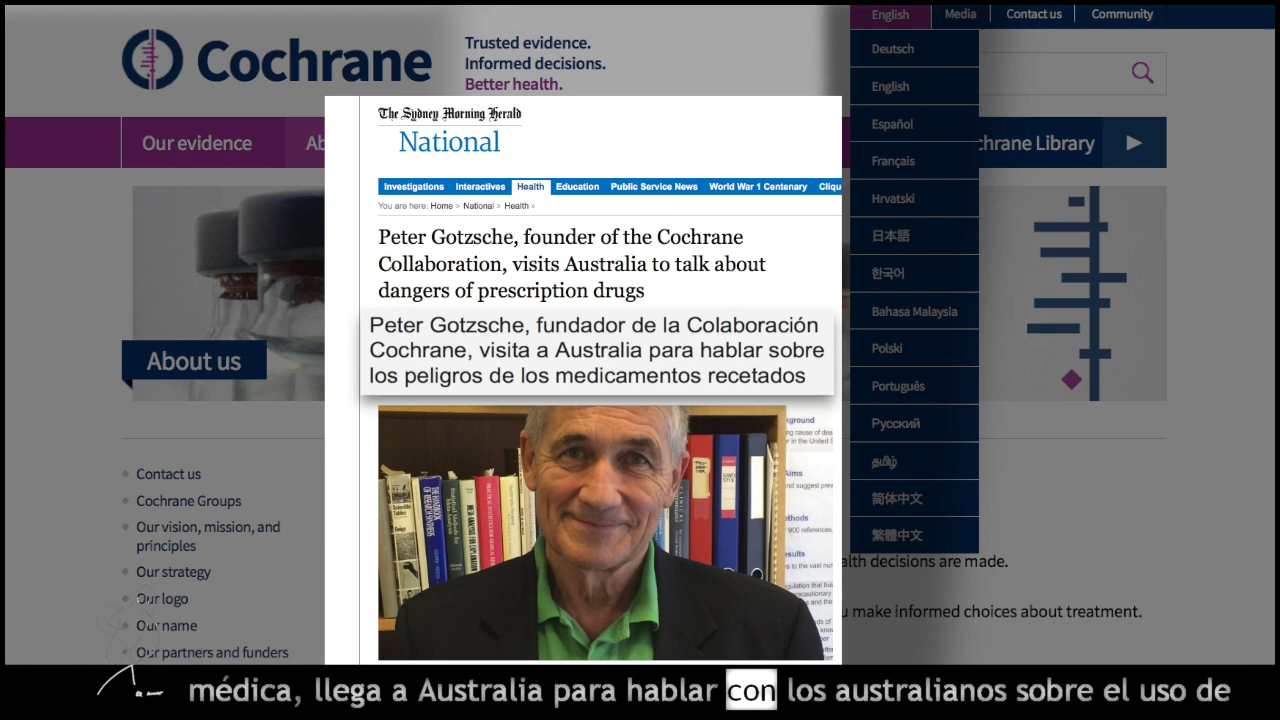 Cochrane
Trusted evidence.
Informed decisions.
Better health.
English
Media
Contact us
Community
Our evidence
Ab
chrane Library
Deutsch
English
Español
Français
Hrvatski
日本語
한국어
Bahasa Malaysia
Polski
Português
Русский
தமிழ்
简体中文
繁體中文
The Sydney Morning Herald
National
Investigations Interactives Health Education Public Service News World War 1 Centenary Cliqu
You are here: Home > National > Health >
Peter Gotzsche, founder of the Cochrane
Collaboration, visits Australia to talk about
dangers of prescription drugs
Peter Gotzsche, fundador de la Colaboración
Cochrane, visita a Australia para hablar sobre
los peligros de los medicamentos recetados
About us
Contact us
Cochrane Groups
Our vision, mission, and
principles
Our strategy
Our logo
Our name
Our partners and funders
alth decisions are made.
u make informed choices about treatment.
médica, llega a Australia para hablar con los australianos sobre el uso de